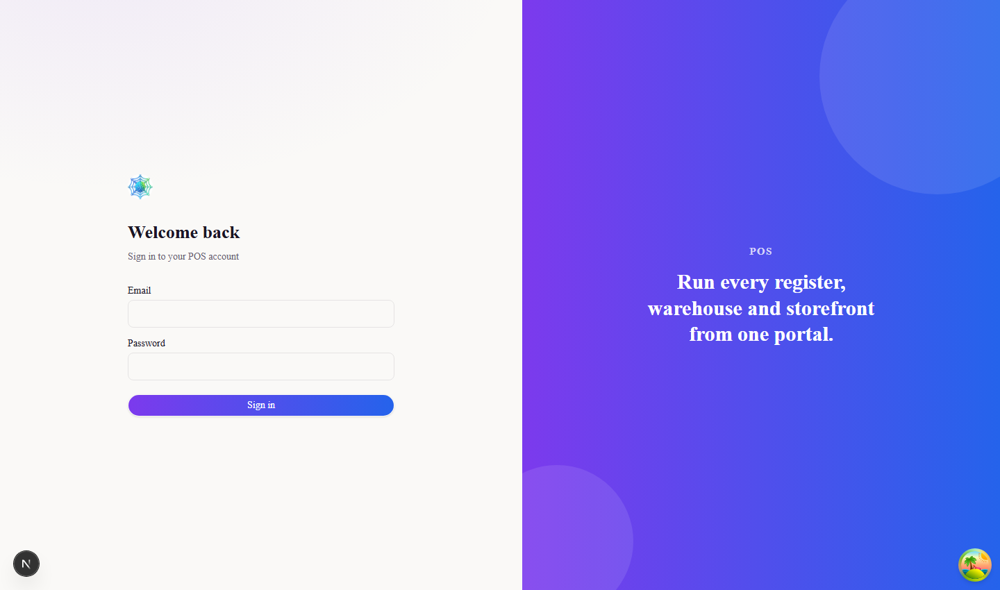 Welcome back
Sign in to your POS account
Email
Password
Sign in
POS
Run every register,
warehouse and storefront
from one portal.
N